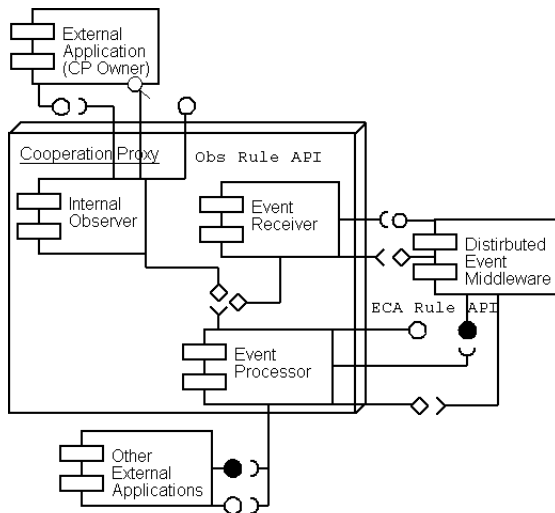 External
Application
(CP Owner)
Cooperation Proxy
Obs Rule API
Internal
Observer
Event
Receiver
Distirbuted
Event
Middleware
ECA Rule API
Event
Processor
Other
External
Applications